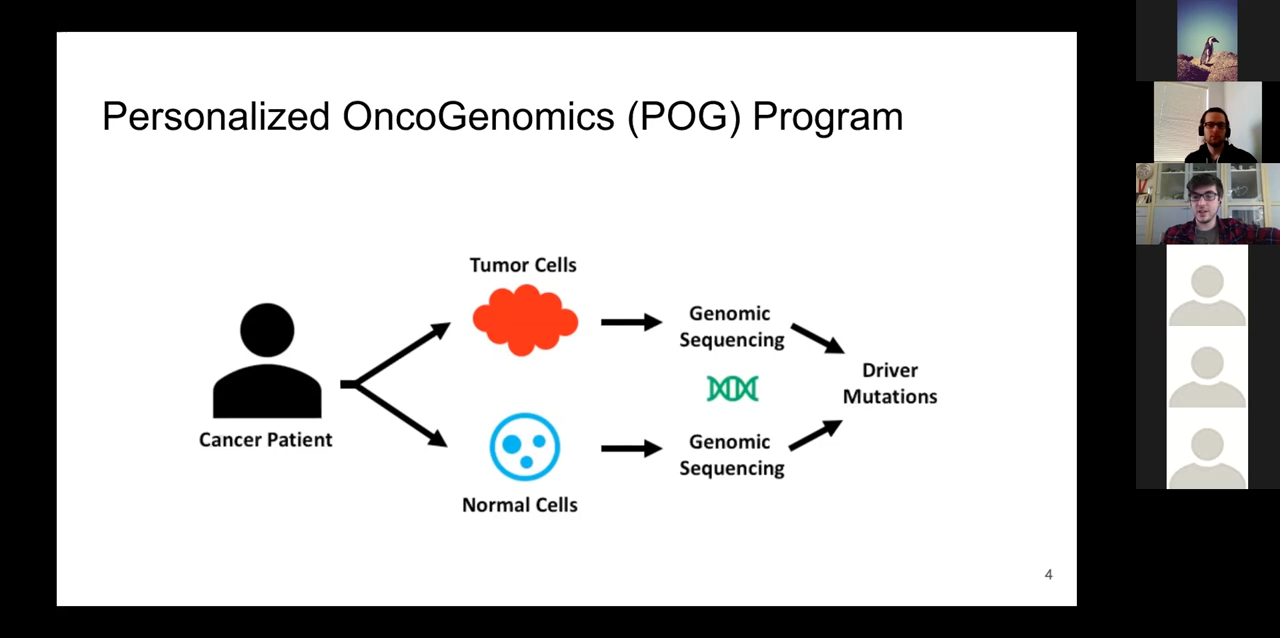 Personalized OncoGenomics (POG) Program
Tumor Cells
Genomic
Sequencing
Driver
Mutations
Cancer Patient
Genomic
Sequencing
Normal Cells
4